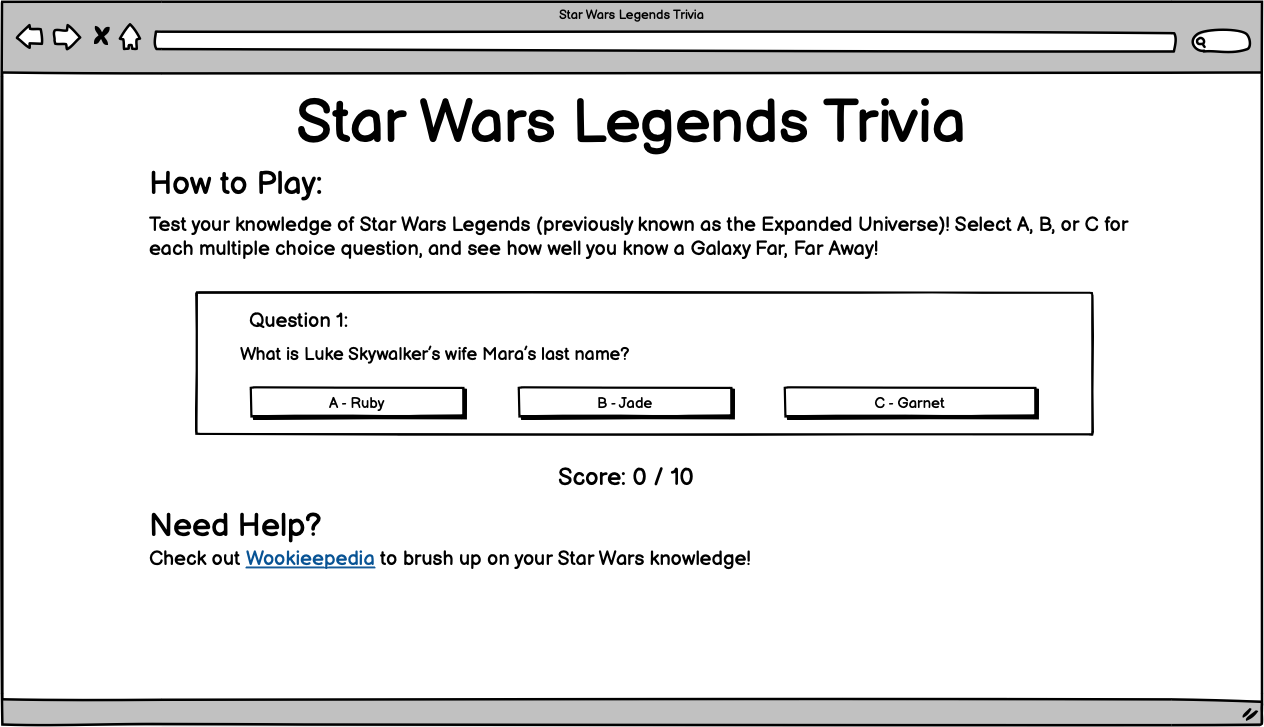 Star Wars Legends Trivia
Star Wars Legends Trivia
How to Play:
Test your knowledge of Star Wars Legends (previously known as the Expanded Universe)! Select A, B, or C for
each multiple choice question, and see how well you know a Galaxy Far, Far Away!
Question 1:
What is Luke Skywalker's wife Mara's last name?
A - Ruby
B - Jade
C - Garnet
Score: 0 / 10
Need Help?
Check out Wookieepedia to brush up on your Star Wars knowledge!